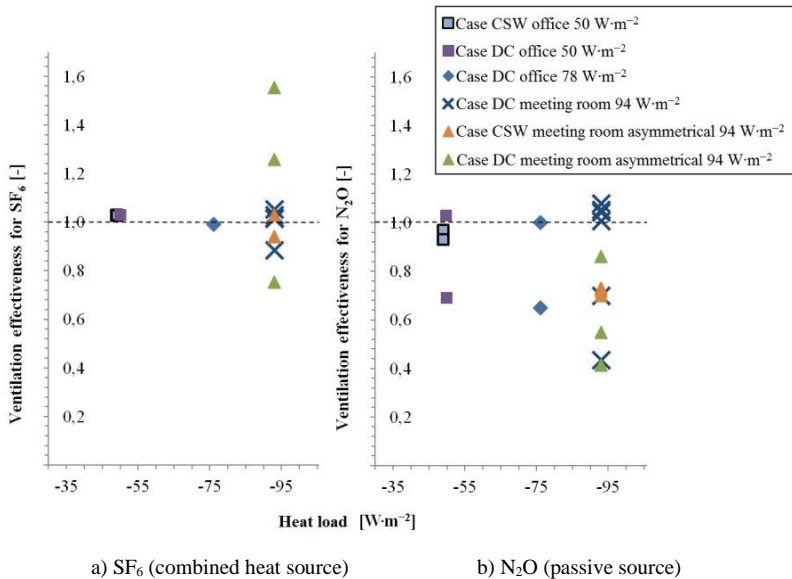 Case CSW office 50 W·m⁻²
Case DC office 50 W·m⁻²
Case DC office 78 W·m⁻²
Case DC meeting room 94 W·m⁻²
Case CSW meeting room asymmetrical 94 W·m⁻²
Case DC meeting room asymmetrical 94 W·m⁻²
Ventilation effectiveness for SF₆ [-]
1,6
1,4
1,2
1,0
0,8
0,6
0,4
0,2
-35 -55 -75 -95
Ventilation effectiveness for N₂O [-]
1,6
1,4
1,2
1,0
0,8
0,6
0,4
0,2
-35 -55 -75 -95
Heat load [W·m⁻²]
a) SF₆ (combined heat source) b) N₂O (passive source)